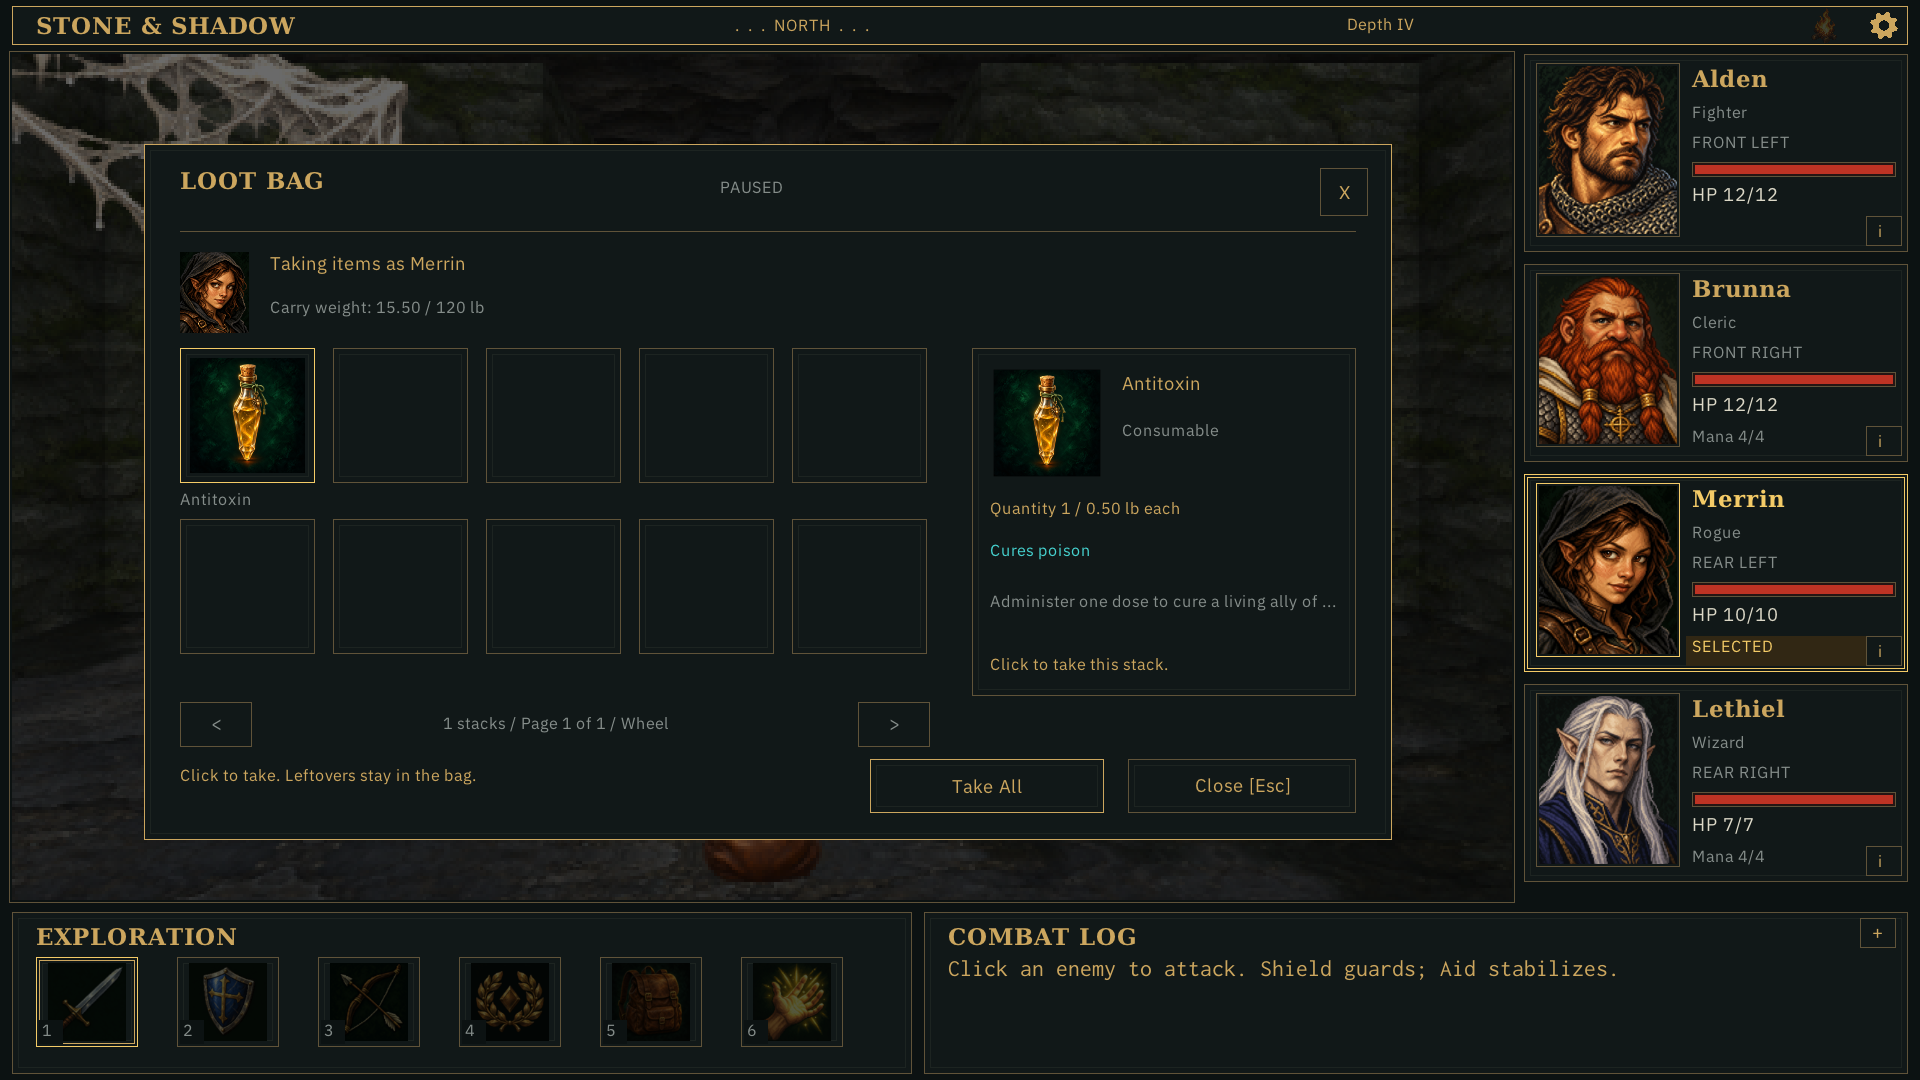 STONE & SHADOW
. . . NORTH . . .
Depth IV
LOOT BAG
PAUSED
X
Taking items as Merrin
Carry weight: 15.50 / 120 lb
Antitoxin
Antitoxin
Consumable
Quantity 1 / 0.50 lb each
Cures poison
Administer one dose to cure a living ally of ...
Click to take this stack.
<
1 stacks / Page 1 of 1 / Wheel
>
Click to take. Leftovers stay in the bag.
Take All
Close [Esc]
Alden
Fighter
FRONT LEFT
HP 12/12
i
Brunna
Cleric
FRONT RIGHT
HP 12/12
Mana 4/4
i
Merrin
Rogue
REAR LEFT
HP 10/10
SELECTED
i
Lethiel
Wizard
REAR RIGHT
HP 7/7
Mana 4/4
i
EXPLORATION
1
2
3
4
5
6
COMBAT LOG
+
Click an enemy to attack. Shield guards; Aid stabilizes.